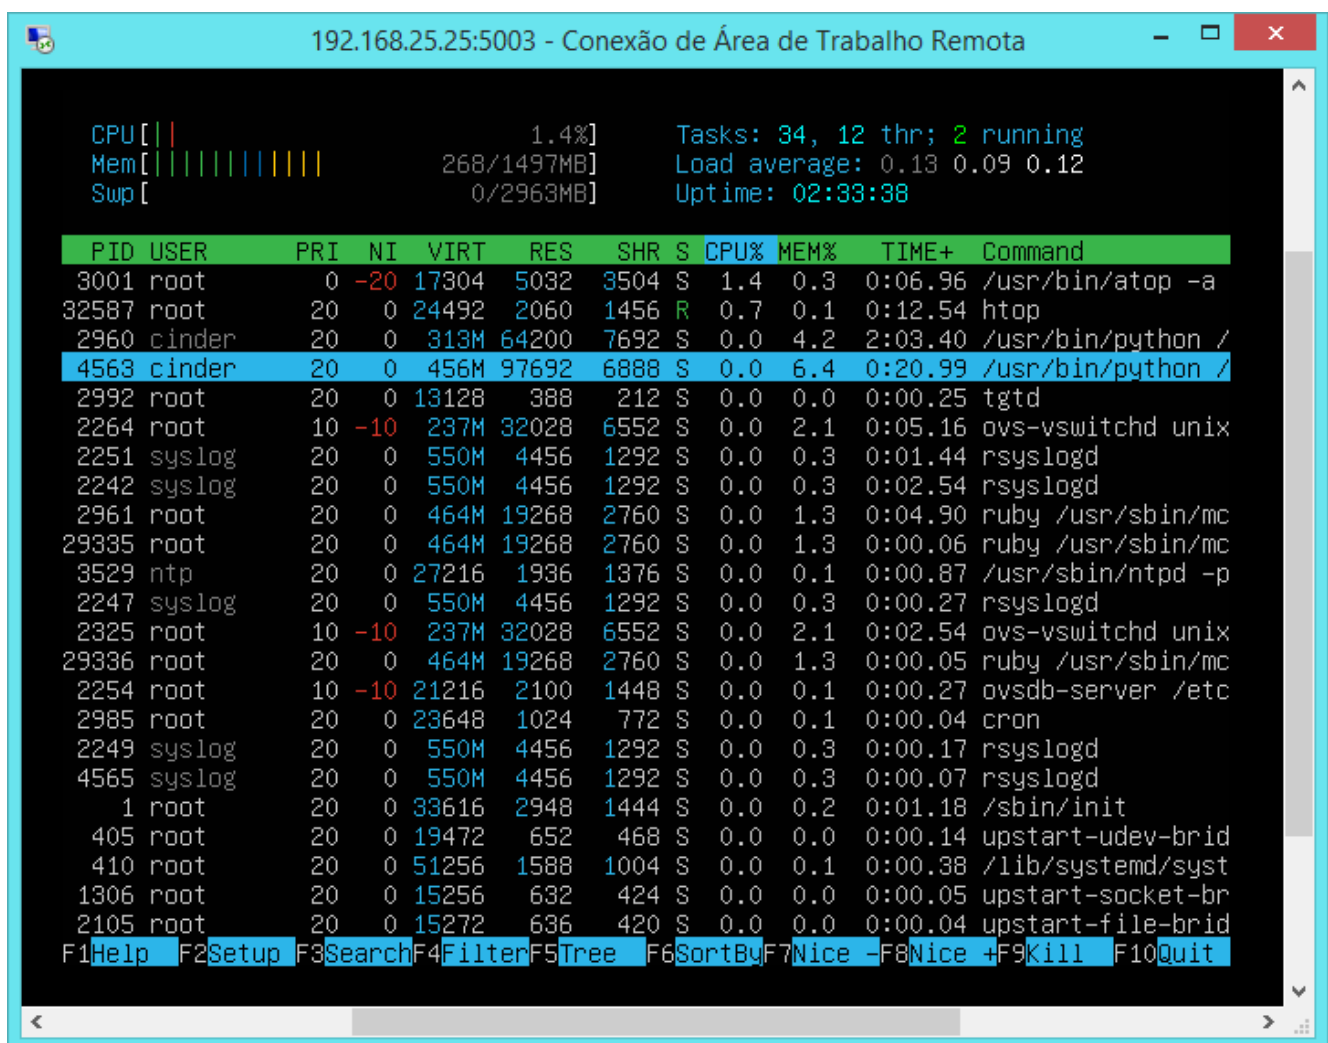 192.168.25.25:5003 - Conexão de Área de Trabalho Remota
CPU[|| 1.4%] Tasks: 34, 12 thr; 2 running
Mem[|||||||||||| 268/1497MB] Load average: 0.13 0.09 0.12
Swp[ 0/2963MB] Uptime: 02:33:38
PID USER PRI NI VIRT RES SHR S CPU% MEM% TIME+ Command
3001 root 0 -20 17304 5032 3504 S 1.4 0.3 0:06.96 /usr/bin/atop -a
32587 root 20 0 24492 2060 1456 R 0.7 0.1 0:12.54 htop
2960 cinder 20 0 313M 64200 7692 S 0.0 4.2 2:03.40 /usr/bin/python /
4563 cinder 20 0 456M 97692 6888 S 0.0 6.4 0:20.99 /usr/bin/python /
2992 root 20 0 13128 388 212 S 0.0 0.0 0:00.25 tgtd
2264 root 10 -10 237M 32028 6552 S 0.0 2.1 0:05.16 ovs-vswitchd unix
2251 syslog 20 0 550M 4456 1292 S 0.0 0.3 0:01.44 rsyslogd
2242 syslog 20 0 550M 4456 1292 S 0.0 0.3 0:02.54 rsyslogd
2961 root 20 0 464M 19268 2760 S 0.0 1.3 0:04.90 ruby /usr/sbin/mc
29335 root 20 0 464M 19268 2760 S 0.0 1.3 0:00.06 ruby /usr/sbin/mc
3529 ntp 20 0 27216 1936 1376 S 0.0 0.1 0:00.87 /usr/sbin/ntpd -p
2247 syslog 20 0 550M 4456 1292 S 0.0 0.3 0:00.27 rsyslogd
2325 root 10 -10 237M 32028 6552 S 0.0 2.1 0:02.54 ovs-vswitchd unix
29336 root 20 0 464M 19268 2760 S 0.0 1.3 0:00.05 ruby /usr/sbin/mc
2254 root 10 -10 21216 2100 1448 S 0.0 0.1 0:00.27 ovsdb-server /etc
2985 root 20 0 23648 1024 772 S 0.0 0.1 0:00.04 cron
2249 syslog 20 0 550M 4456 1292 S 0.0 0.3 0:00.17 rsyslogd
4565 syslog 20 0 550M 4456 1292 S 0.0 0.3 0:00.07 rsyslogd
1 root 20 0 33616 2948 1444 S 0.0 0.2 0:01.18 /sbin/init
405 root 20 0 19472 652 468 S 0.0 0.0 0:00.14 upstart-udev-brid
410 root 20 0 51256 1588 1004 S 0.0 0.1 0:00.38 /lib/systemd/syst
1306 root 20 0 15256 632 424 S 0.0 0.0 0:00.05 upstart-socket-br
2105 root 20 0 15272 636 420 S 0.0 0.0 0:00.04 upstart-file-brid
F1Help F2Setup F3SearchF4FilterF5Tree F6SortByF7Nice -F8Nice +F9Kill F10Quit